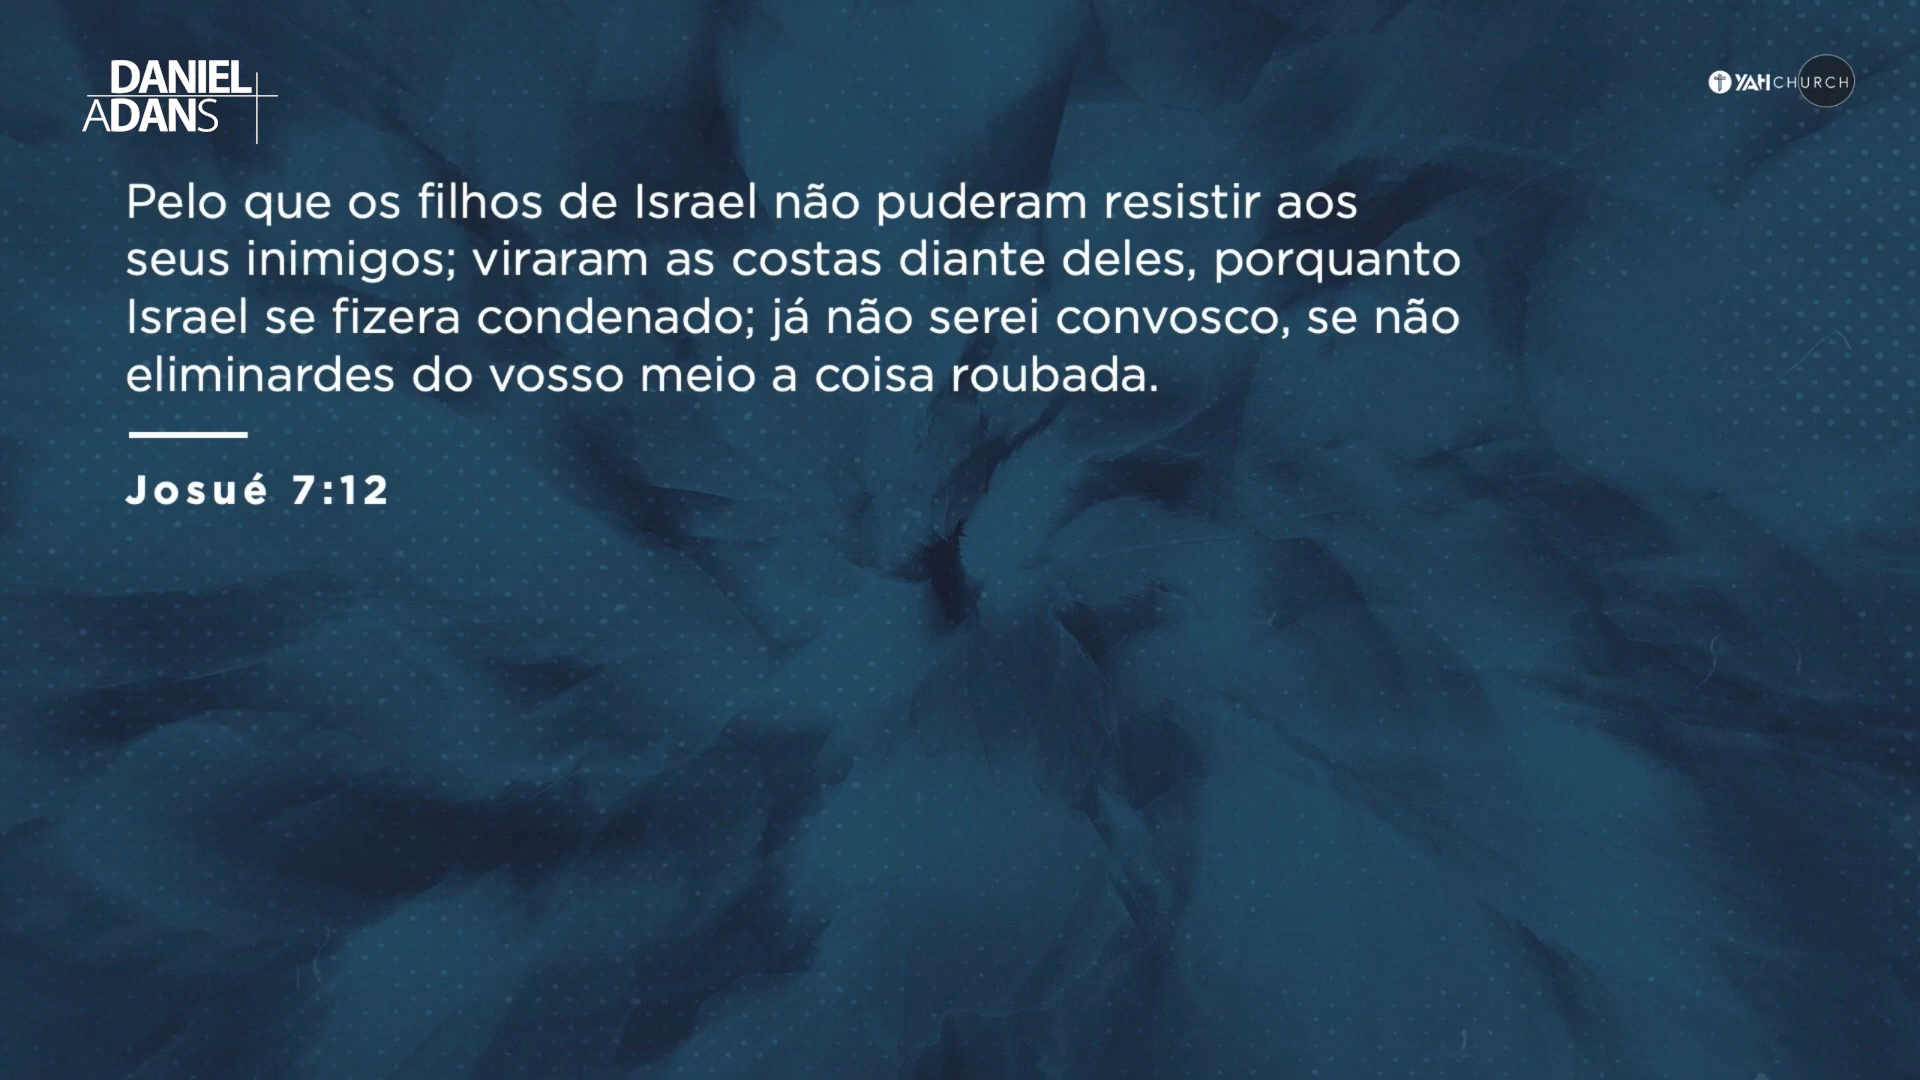 DANIEL
ADANS
YAH CHURCH
Pelo que os filhos de Israel não puderam resistir aos
seus inimigos; viraram as costas diante deles, porquanto
Israel se fizera condenado; já não serei convosco, se não
eliminardes do vosso meio a coisa roubada.
Josué 7:12